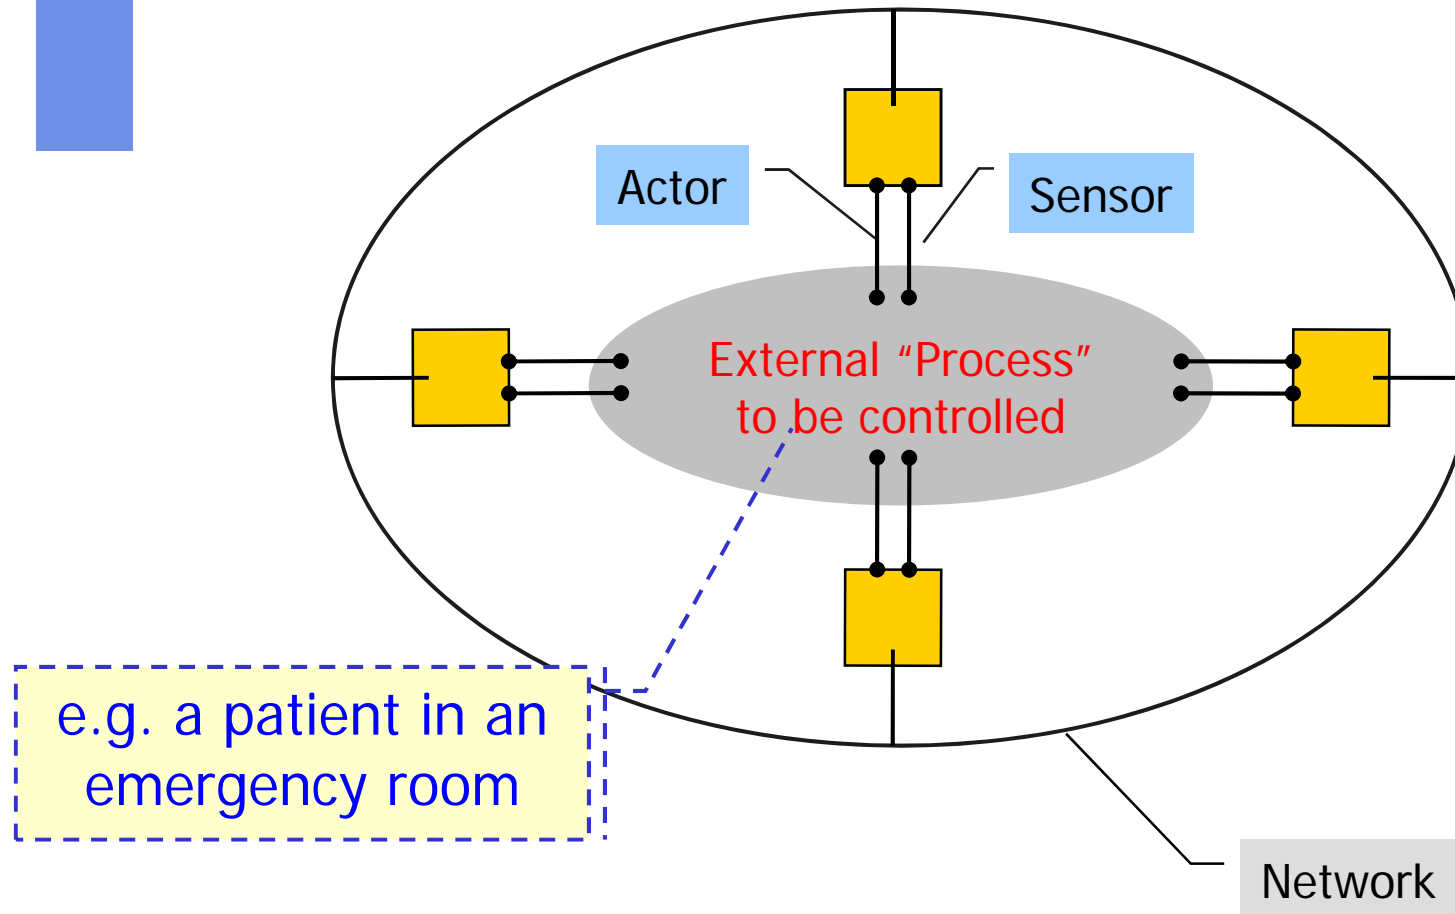 Actor
Sensor
External “Process”
to be controlled
e.g. a patient in an
emergency room
Network